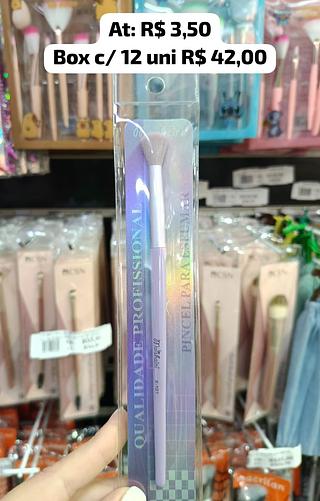 At: R$ 3,50
Box c/ 12 uni R$ 42,00
QUALIDADE PROFISSIONAL
PINCEL PARA ESFUMAR